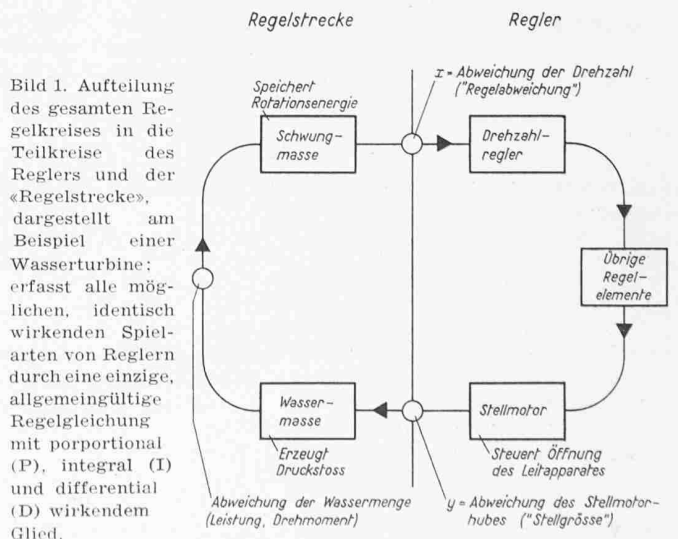 Bild 1. Aufteilung
des gesamten Re-
gelkreises in die
Teilkreise des
Reglers und der
«Regelstrecke»,
dargestellt am
Beispiel einer
Wasserturbine;
erfasst alle mög-
lichen, identisch
wirkenden Spiel-
arten von Reglern
durch eine einzige,
allgemeingültige
Regelgleichung
mit porportional
(P), integral (I)
und differential
(D) wirkendem
Glied.
Regelstrecke
Regler
Speichert
Rotationsenergie
Schwung-
masse
x = Abweichung der Drehzahl
("Regelabweichung")
Drehzahl-
regler
Übrige
Regel-
elemente
Wasser-
masse
Erzeugt
Druckstoss
Stellmotor
Steuert Öffnung
des Leitapparates
Abweichung der Wassermenge
(Leistung, Drehmoment)
y = Abweichung des Stellmotor-
hubes ("Stellgrösse")